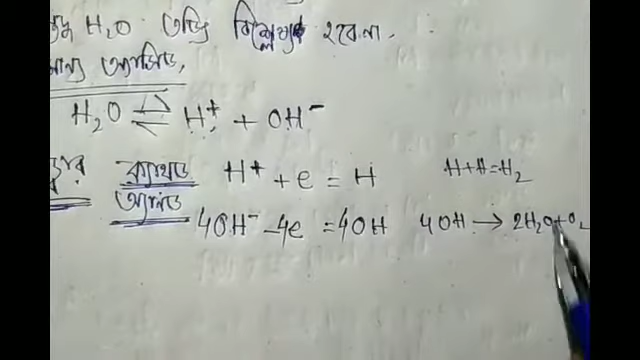 H₂O তড়িৎ বিশ্লেষণ হবেনা.
সামান্য অ্যাসিড,
H₂O ⇌ H⁺ + OH⁻
ক্যাথোড H⁺ + e = H H+H=H₂
অ্যানোড 4OH⁻ -4e = 4OH 4OH → 2H₂O+O₂